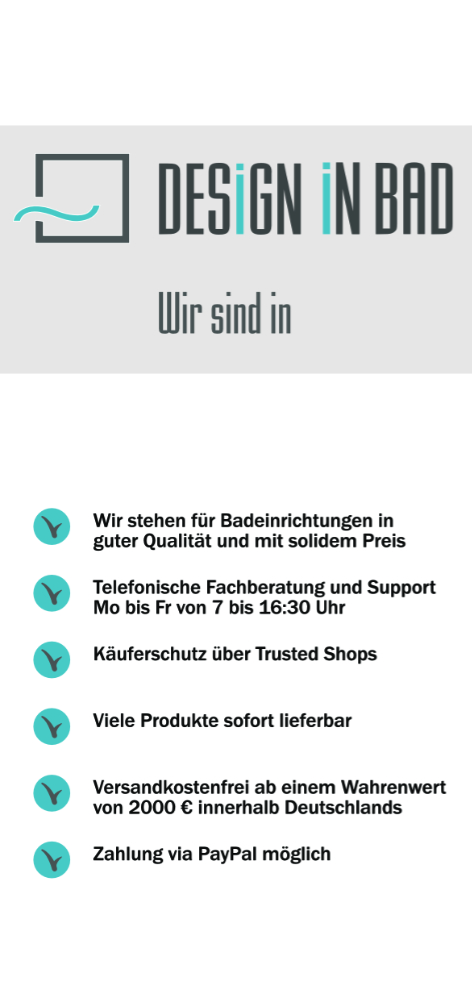 DESiGN iN BAD
Wir sind in
Wir stehen für Badeinrichtungen in
guter Qualität und mit solidem Preis
Telefonische Fachberatung und Support
Mo bis Fr von 7 bis 16:30 Uhr
Käuferschutz über Trusted Shops
Viele Produkte sofort lieferbar
Versandkostenfrei ab einem Wahrenwert
von 2000 € innerhalb Deutschlands
Zahlung via PayPal möglich